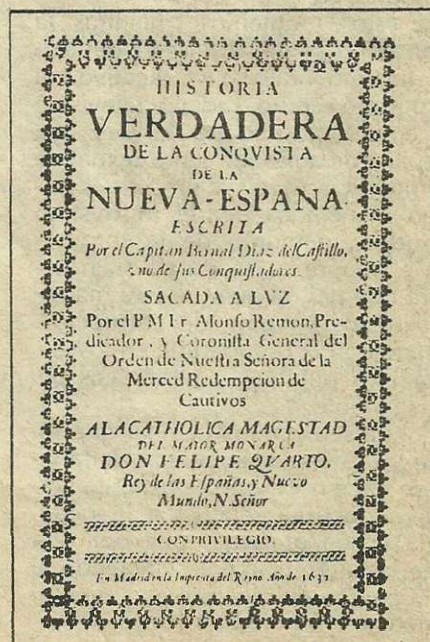 HISTORIA
VERDADERA
DE LA CONQVISTA
DE LA
NUEVA-ESPANA.
ESCRITA
Por el Capitan Bernal Diaz del Castillo,
vno de sus Conquistadores.
SACADA A LVZ
Por el P. M. Fr. Alonso Remon, Pre-
dicador, y Coronista General del
Orden de Nuestra Señora de la
Merced Redempcion de
Cautivos
A LA CATHOLICA MAGESTAD
DEL MAIOR MONARCA
DON FELIPE QVARTO,
Rey de las Españas, y Nuevo
Mundo, N. Señor
CON PRIVILEGIO.
En Madrid en la Imprenta del Reyno Año de 1632